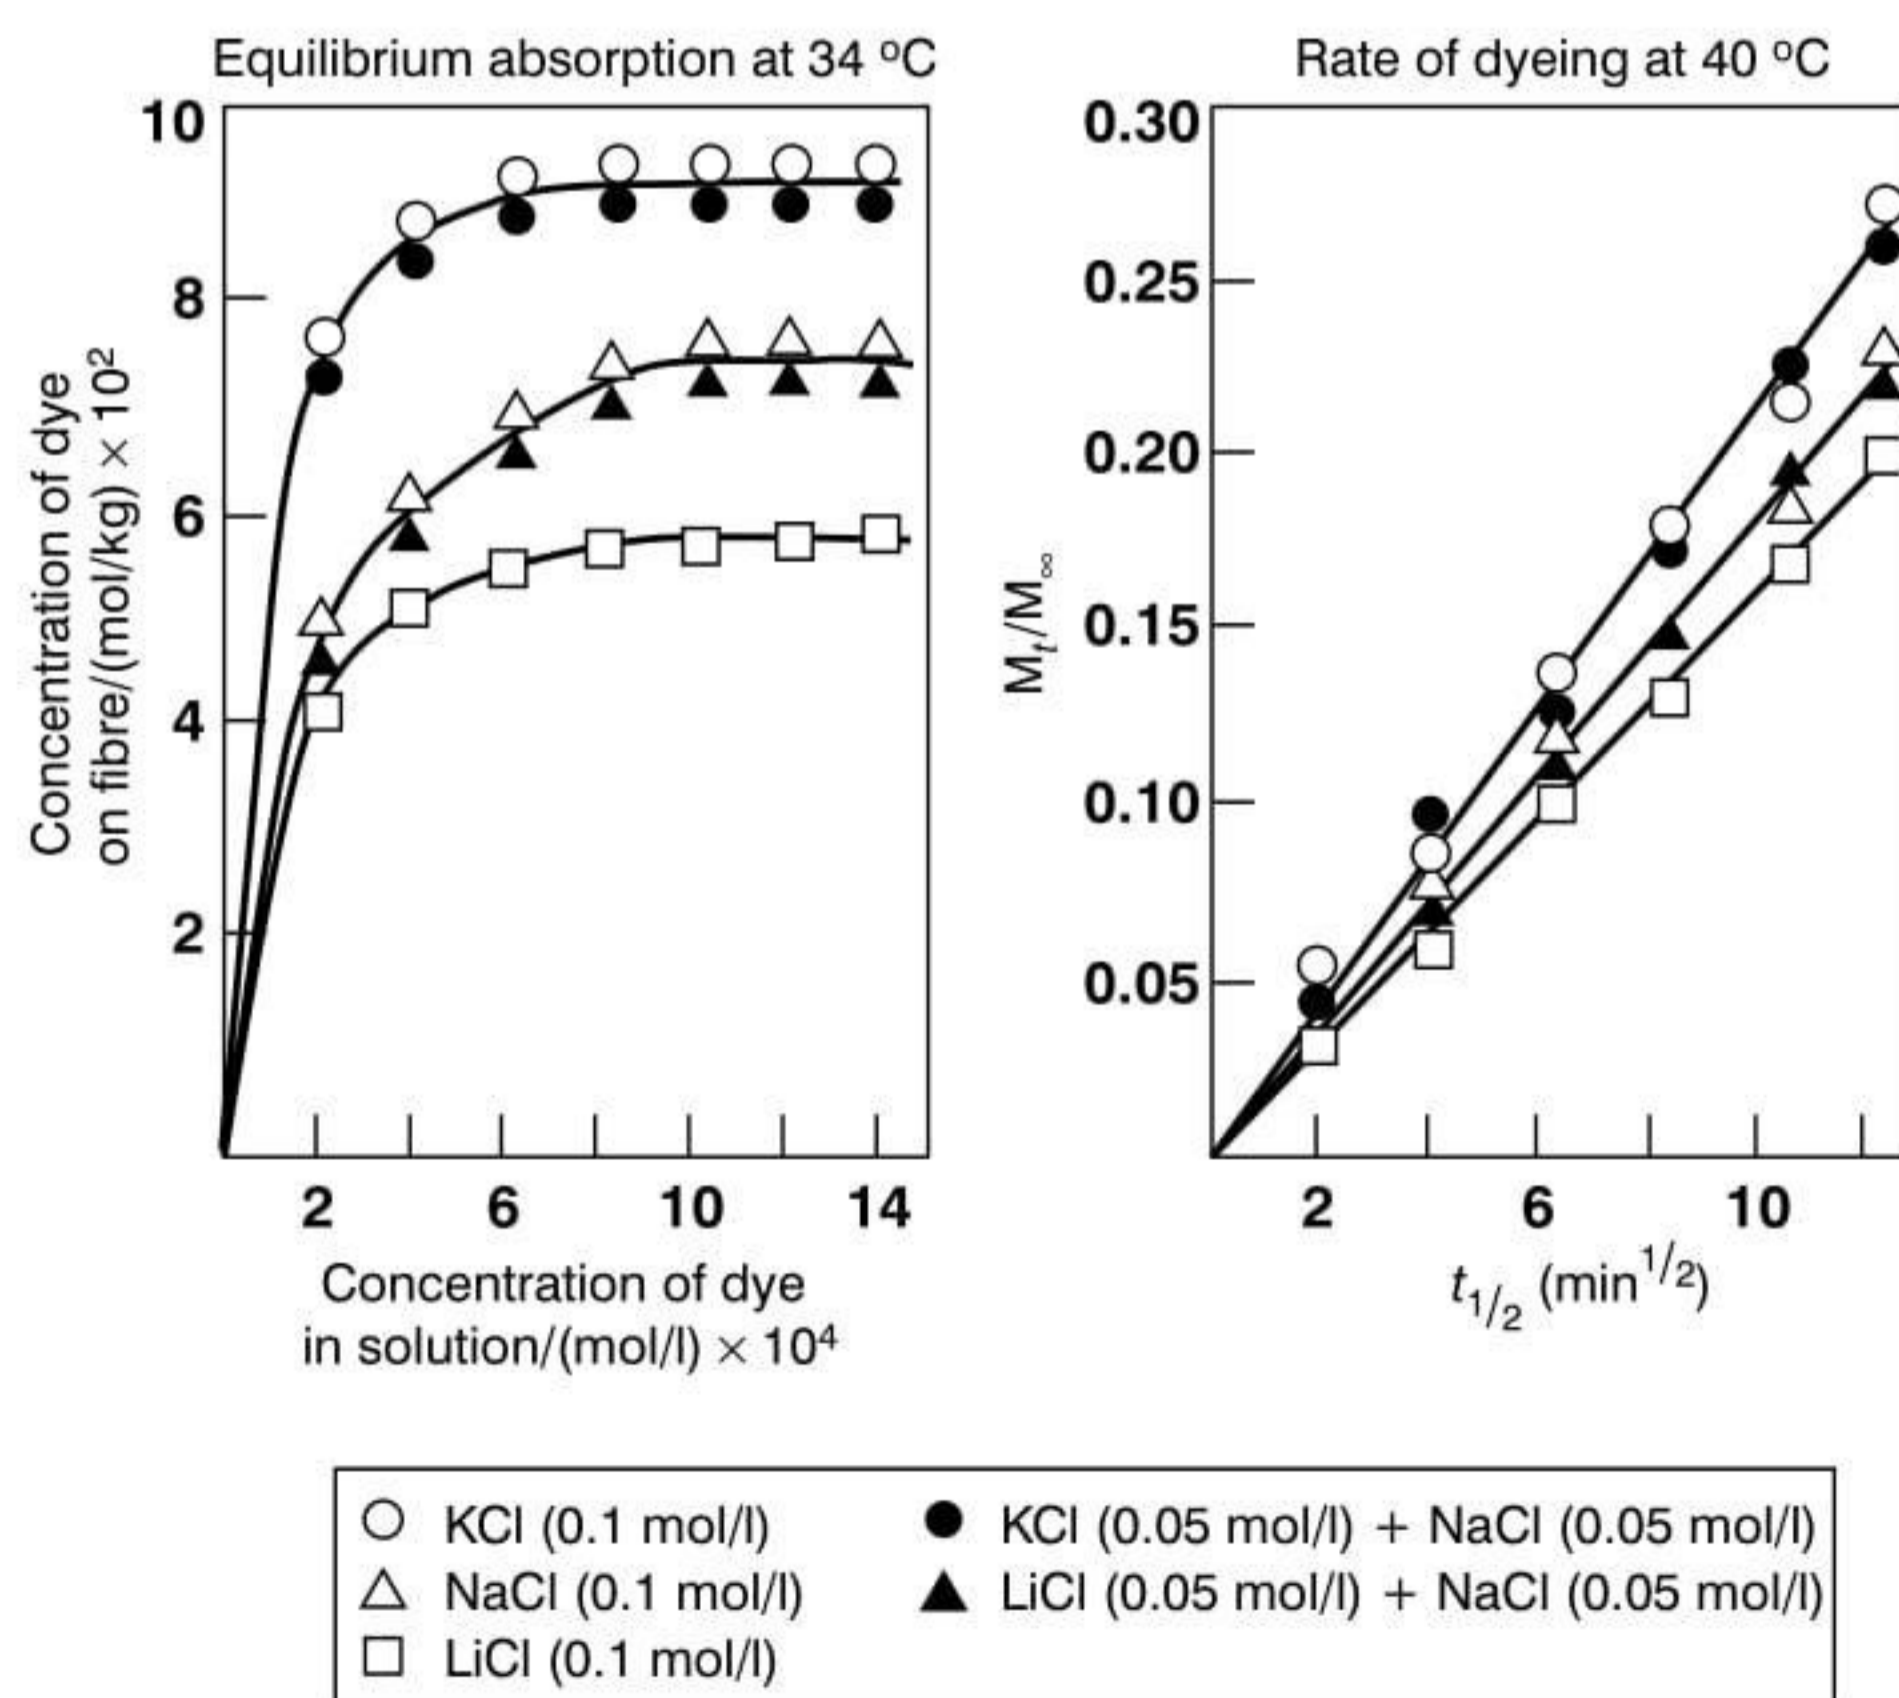 Equilibrium absorption at 34 °C
10
8
6
4
2
Concentration of dye
on fibre/(mol/kg) × 10²
2 6 10 14
Concentration of dye
in solution/(mol/l) × 10⁴
Rate of dyeing at 40 °C
0.30
0.25
0.20
0.15
0.10
0.05
Mₜ/M∞
2 6 10
t₁/₂ (min¹/²)
KCl (0.1 mol/l)
NaCl (0.1 mol/l)
LiCl (0.1 mol/l)
KCl (0.05 mol/l) + NaCl (0.05 mol/l)
LiCl (0.05 mol/l) + NaCl (0.05 mol/l)